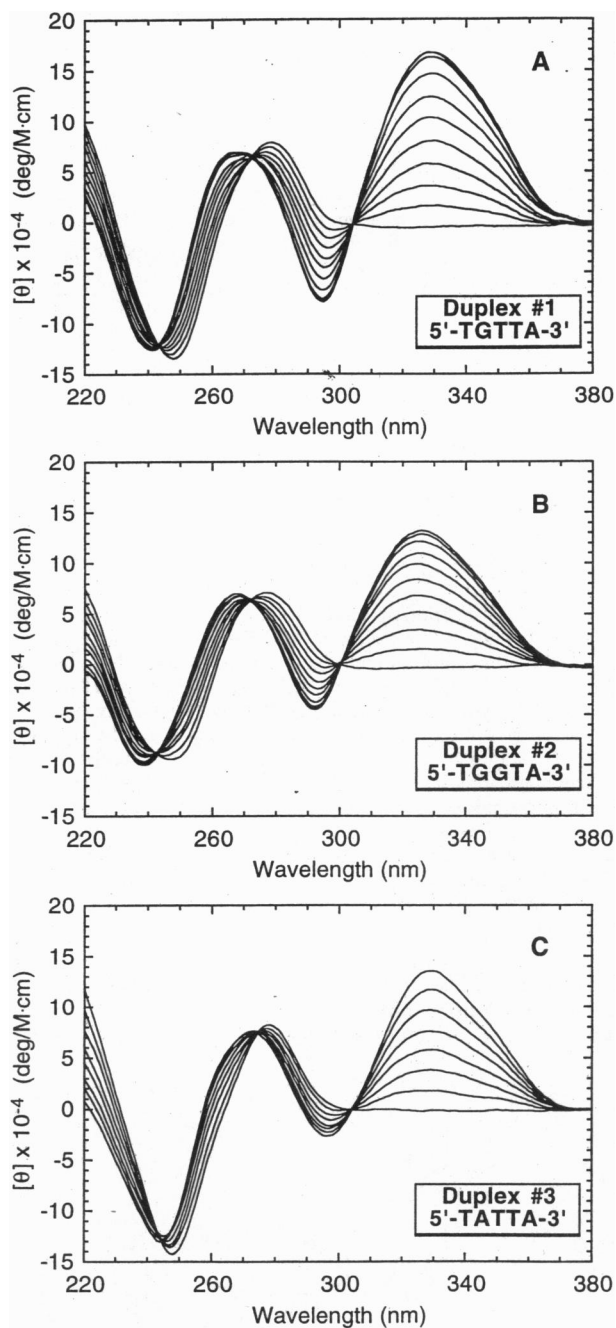 A
20
15
10
5
0
-5
-10
-15
[θ] x 10⁻⁴ (deg/M·cm)
Duplex #1
5'-TGTTA-3'
220 260 300 340 380
Wavelength (nm)
B
20
15
10
5
0
-5
-10
-15
[θ] x 10⁻⁴ (deg/M·cm)
Duplex #2
5'-TGGTA-3'
220 260 300 340 380
Wavelength (nm)
C
20
15
10
5
0
-5
-10
-15
[θ] x 10⁻⁴ (deg/M·cm)
Duplex #3
5'-TATTA-3'
220 260 300 340 380
Wavelength (nm)